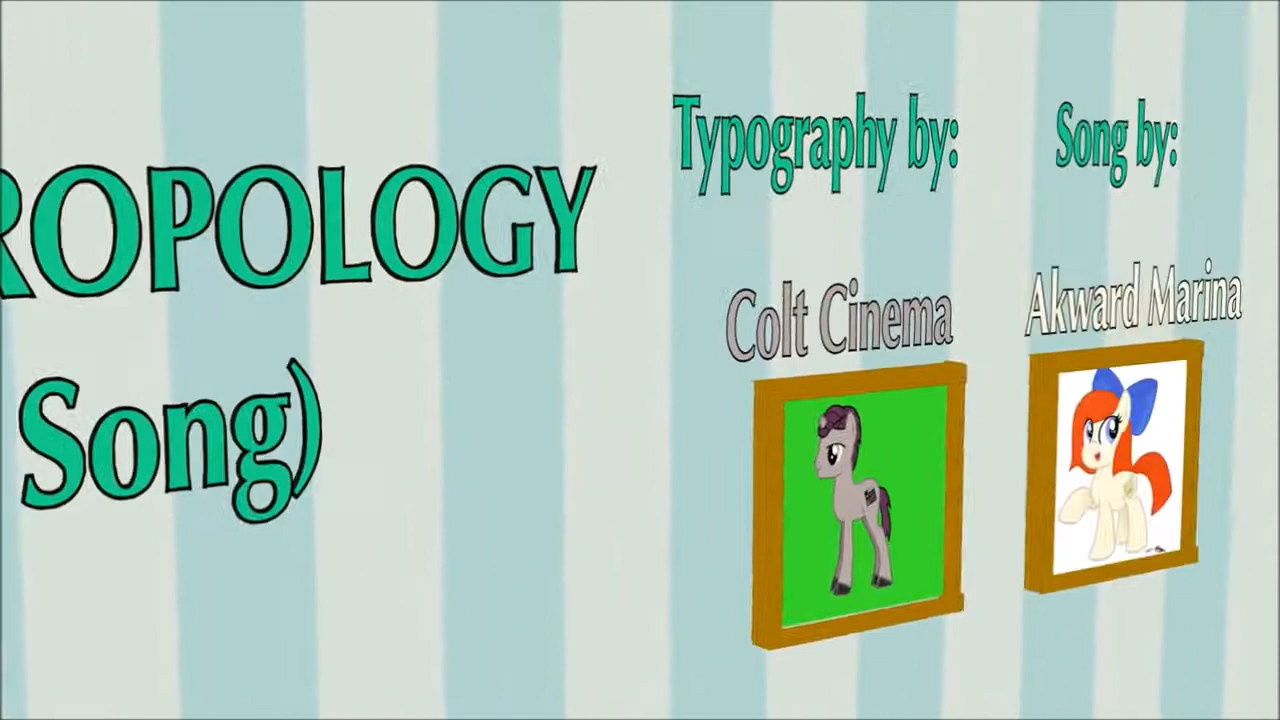 ROPOLOGY
Song)
Typography by:
Colt Cinema
Song by:
Akward Marina